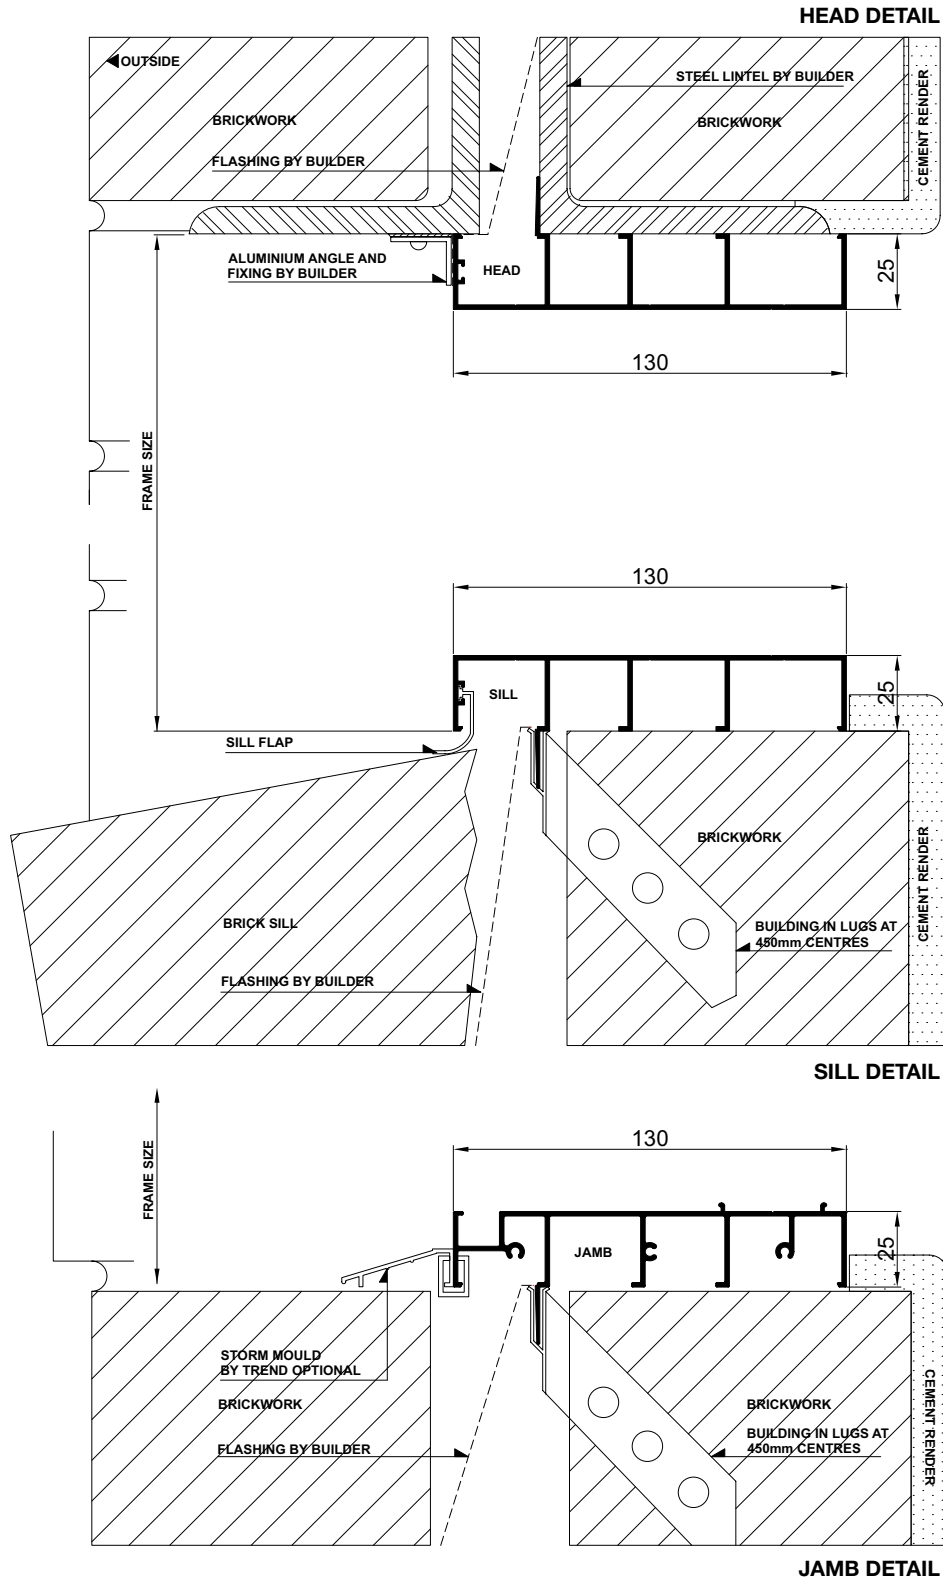 HEAD DETAIL
OUTSIDE
STEEL LINTEL BY BUILDER
BRICKWORK
BRICKWORK
CEMENT RENDER
FLASHING BY BUILDER
ALUMINIUM ANGLE AND
FIXING BY BUILDER
HEAD
25
130
FRAME SIZE
130
SILL
25
SILL FLAP
BRICKWORK
CEMENT RENDER
BRICK SILL
BUILDING IN LUGS AT
450mm CENTRES
FLASHING BY BUILDER
SILL DETAIL
FRAME SIZE
130
JAMB
25
STORM MOULD
BY TREND OPTIONAL
BRICKWORK
BRICKWORK
CEMENT RENDER
FLASHING BY BUILDER
BUILDING IN LUGS AT
450mm CENTRES
JAMB DETAIL